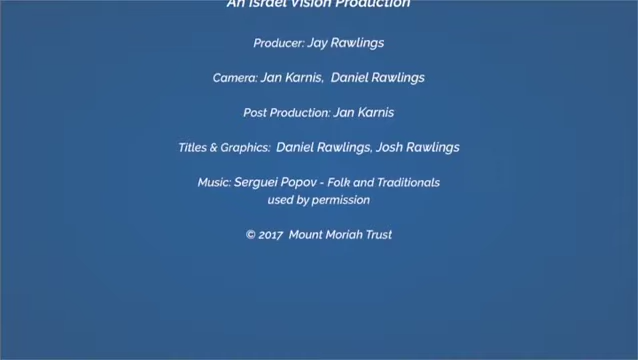 An Israel Vision Production
Producer: Jay Rawlings
Camera: Jan Karnis, Daniel Rawlings
Post Production: Jan Karnis
Titles & Graphics: Daniel Rawlings, Josh Rawlings
Music: Serguei Popov - Folk and Traditionals
used by permission
© 2017 Mount Moriah Trust